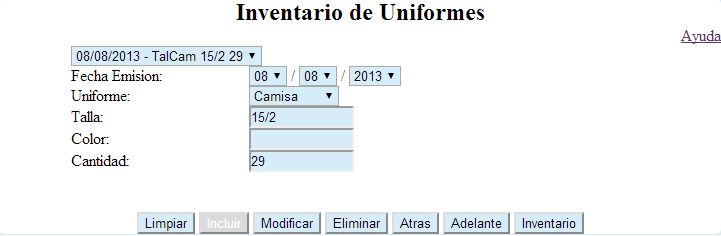 Inventario de Uniformes
Ayuda
08/08/2013 - TalCam 15/2 29
Fecha Emision: 08 / 08 / 2013
Uniforme: Camisa
Talla: 15/2
Color:
Cantidad: 29
Limpiar Incluir Modificar Eliminar Atras Adelante Inventario